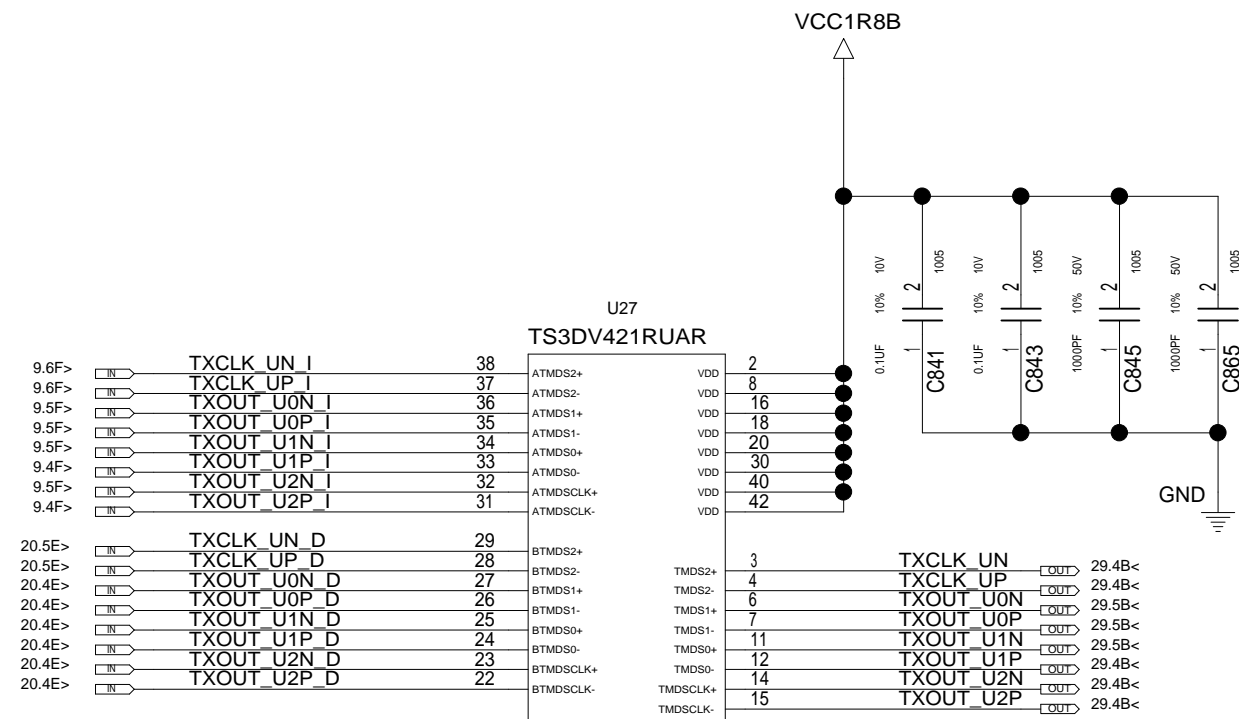 VCC1R8B
0.1UF 10% 10V 1005 2 1 C841
0.1UF 10% 10V 1005 2 1 C843
1000PF 10% 50V 1005 2 1 C845
1000PF 10% 50V 1005 2 1 C865
GND
U27
TS3DV421RUAR
9.6F> IN TXCLK_UN_I 38 ATMDS2+
9.6F> IN TXCLK_UP_I 37 ATMDS2-
9.5F> IN TXOUT_U0N_I 36 ATMDS1+
9.5F> IN TXOUT_U0P_I 35 ATMDS1-
9.5F> IN TXOUT_U1N_I 34 ATMDS0+
9.4F> IN TXOUT_U1P_I 33 ATMDS0-
9.5F> IN TXOUT_U2N_I 32 ATMDSCLK+
9.4F> IN TXOUT_U2P_I 31 ATMDSCLK-
20.5E> IN TXCLK_UN_D 29 BTMDS2+
20.5E> IN TXCLK_UP_D 28 BTMDS2-
20.4E> IN TXOUT_U0N_D 27 BTMDS1+
20.4E> IN TXOUT_U0P_D 26 BTMDS1-
20.4E> IN TXOUT_U1N_D 25 BTMDS0+
20.4E> IN TXOUT_U1P_D 24 BTMDS0-
20.4E> IN TXOUT_U2N_D 23 BTMDSCLK+
20.4E> IN TXOUT_U2P_D 22 BTMDSCLK-
VDD 2
VDD 8
VDD 16
VDD 18
VDD 20
VDD 30
VDD 40
VDD 42
TMDS2+ 3 TXCLK_UN OUT 29.4B<
TMDS2- 4 TXCLK_UP OUT 29.4B<
TMDS1+ 6 TXOUT_U0N OUT 29.5B<
TMDS1- 7 TXOUT_U0P OUT 29.5B<
TMDS0+ 11 TXOUT_U1N OUT 29.5B<
TMDS0- 12 TXOUT_U1P OUT 29.4B<
TMDSCLK+ 14 TXOUT_U2N OUT 29.4B<
TMDSCLK- 15 TXOUT_U2P OUT 29.4B<